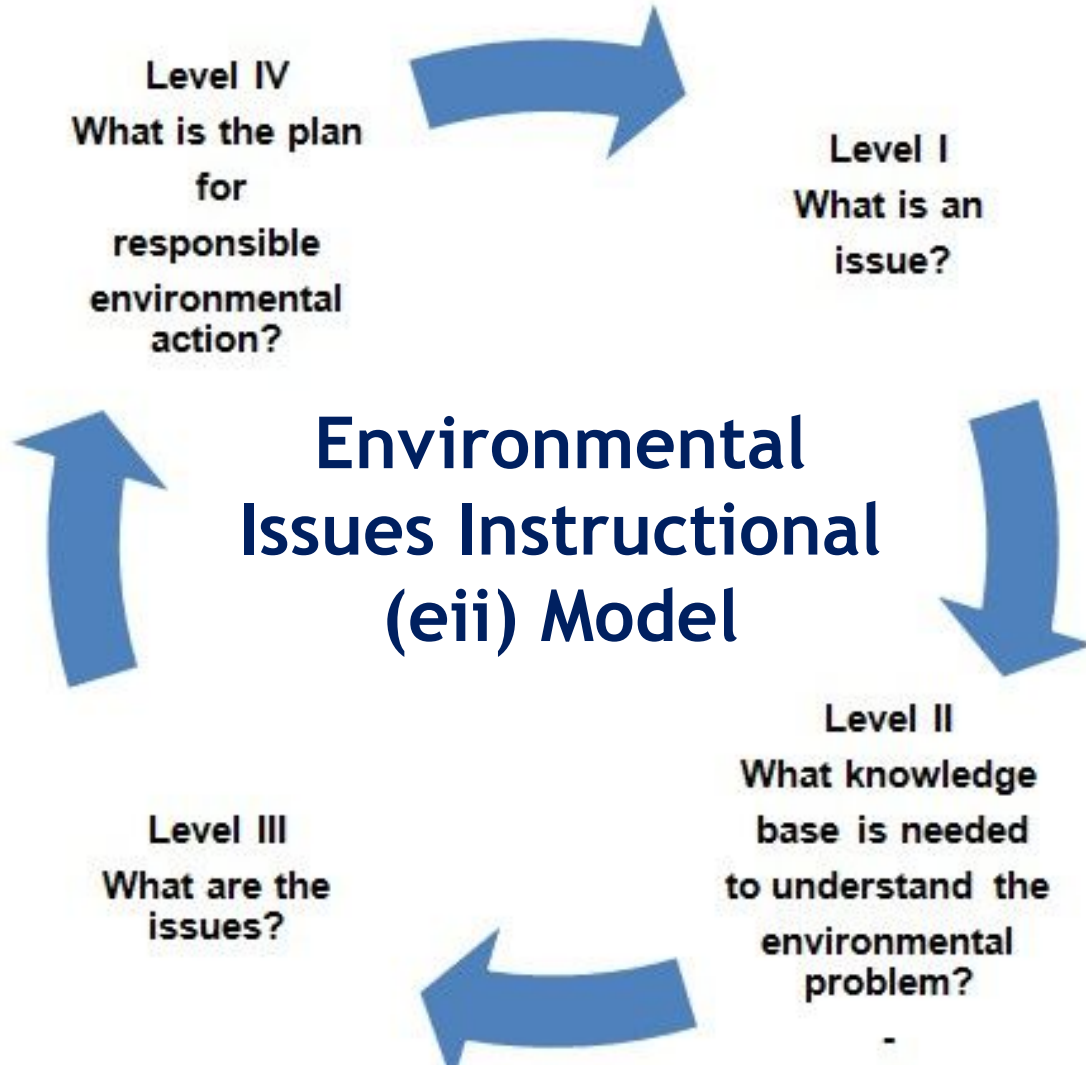 Level IV
What is the plan
for
responsible
environmental
action?
Level I
What is an
issue?
Environmental
Issues Instructional
(eii) Model
Level II
What knowledge
base is needed
to understand the
environmental
problem?
-
Level III
What are the
issues?